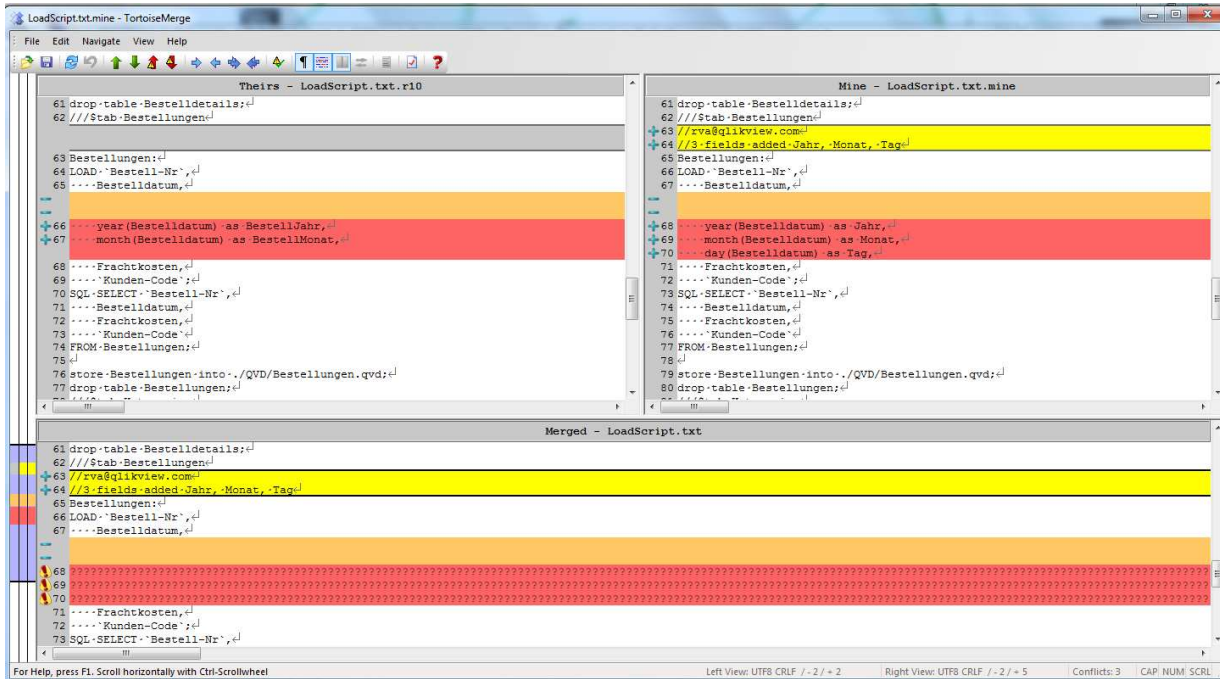 LoadScript.txt.mine - TortoiseMerge
File Edit Navigate View Help
Theirs - LoadScript.txt.r10
61 drop·table·Bestelldetails;↵
62 ///$tab·Bestellungen↵
63 Bestellungen:↵
64 LOAD·`Bestell-Nr`,↵
65 ····Bestelldatum,↵
66 ····year(Bestelldatum)·as·BestellJahr,↵
67 ····month(Bestelldatum)·as·BestellMonat,↵
68 ····Frachtkosten,↵
69 ····`Kunden-Code`;↵
70 SQL·SELECT·`Bestell-Nr`,↵
71 ····Bestelldatum,↵
72 ····Frachtkosten,↵
73 ····`Kunden-Code`↵
74 FROM·Bestellungen;↵
75 ↵
76 store·Bestellungen·into·./QVD/Bestellungen.qvd;↵
77 drop·table·Bestellungen;↵
Mine - LoadScript.txt.mine
61 drop·table·Bestelldetails;↵
62 ///$tab·Bestellungen↵
63 //rva@qlikview.com↵
64 //3·fields·added·Jahr,·Monat,·Tag↵
65 Bestellungen:↵
66 LOAD·`Bestell-Nr`,↵
67 ····Bestelldatum,↵
68 ····year(Bestelldatum)·as·Jahr,↵
69 ····month(Bestelldatum)·as·Monat,↵
70 ····day(Bestelldatum)·as·Tag,↵
71 ····Frachtkosten,↵
72 ····`Kunden-Code`;↵
73 SQL·SELECT·`Bestell-Nr`,↵
74 ····Bestelldatum,↵
75 ····Frachtkosten,↵
76 ····`Kunden-Code`↵
77 FROM·Bestellungen;↵
78 ↵
79 store·Bestellungen·into·./QVD/Bestellungen.qvd;↵
80 drop·table·Bestellungen;↵
Merged - LoadScript.txt
61 drop·table·Bestelldetails;↵
62 ///$tab·Bestellungen↵
63 //rva@qlikview.com↵
64 //3·fields·added·Jahr,·Monat,·Tag↵
65 Bestellungen:↵
66 LOAD·`Bestell-Nr`,↵
67 ····Bestelldatum,↵
68
69
70
71 ····Frachtkosten,↵
72 ····`Kunden-Code`;↵
73 SQL·SELECT·`Bestell-Nr`,↵
For Help, press F1. Scroll horizontally with Ctrl-Scrollwheel Left View: UTF8 CRLF / - 2 / + 2 Right View: UTF8 CRLF / - 2 / + 5 Conflicts: 3 CAP NUM SCRL